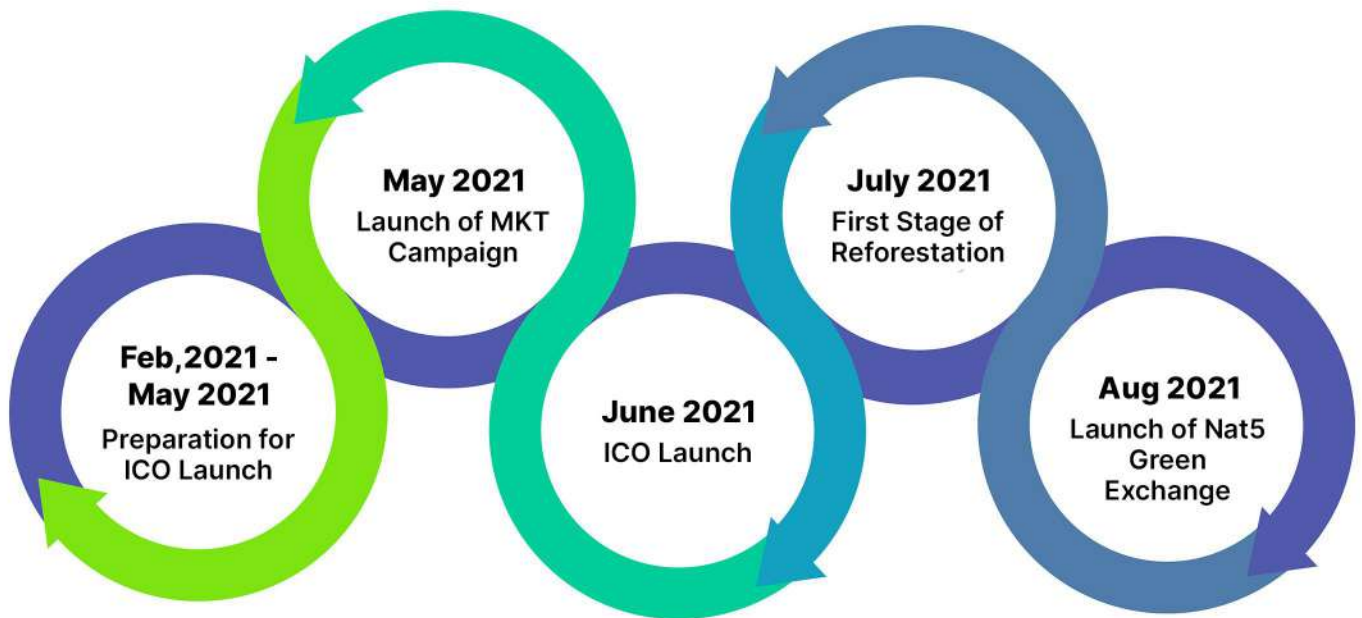 Feb,2021 -
May 2021
Preparation for
ICO Launch
May 2021
Launch of MKT
Campaign
June 2021
ICO Launch
July 2021
First Stage of
Reforestation
Aug 2021
Launch of Nat5
Green
Exchange